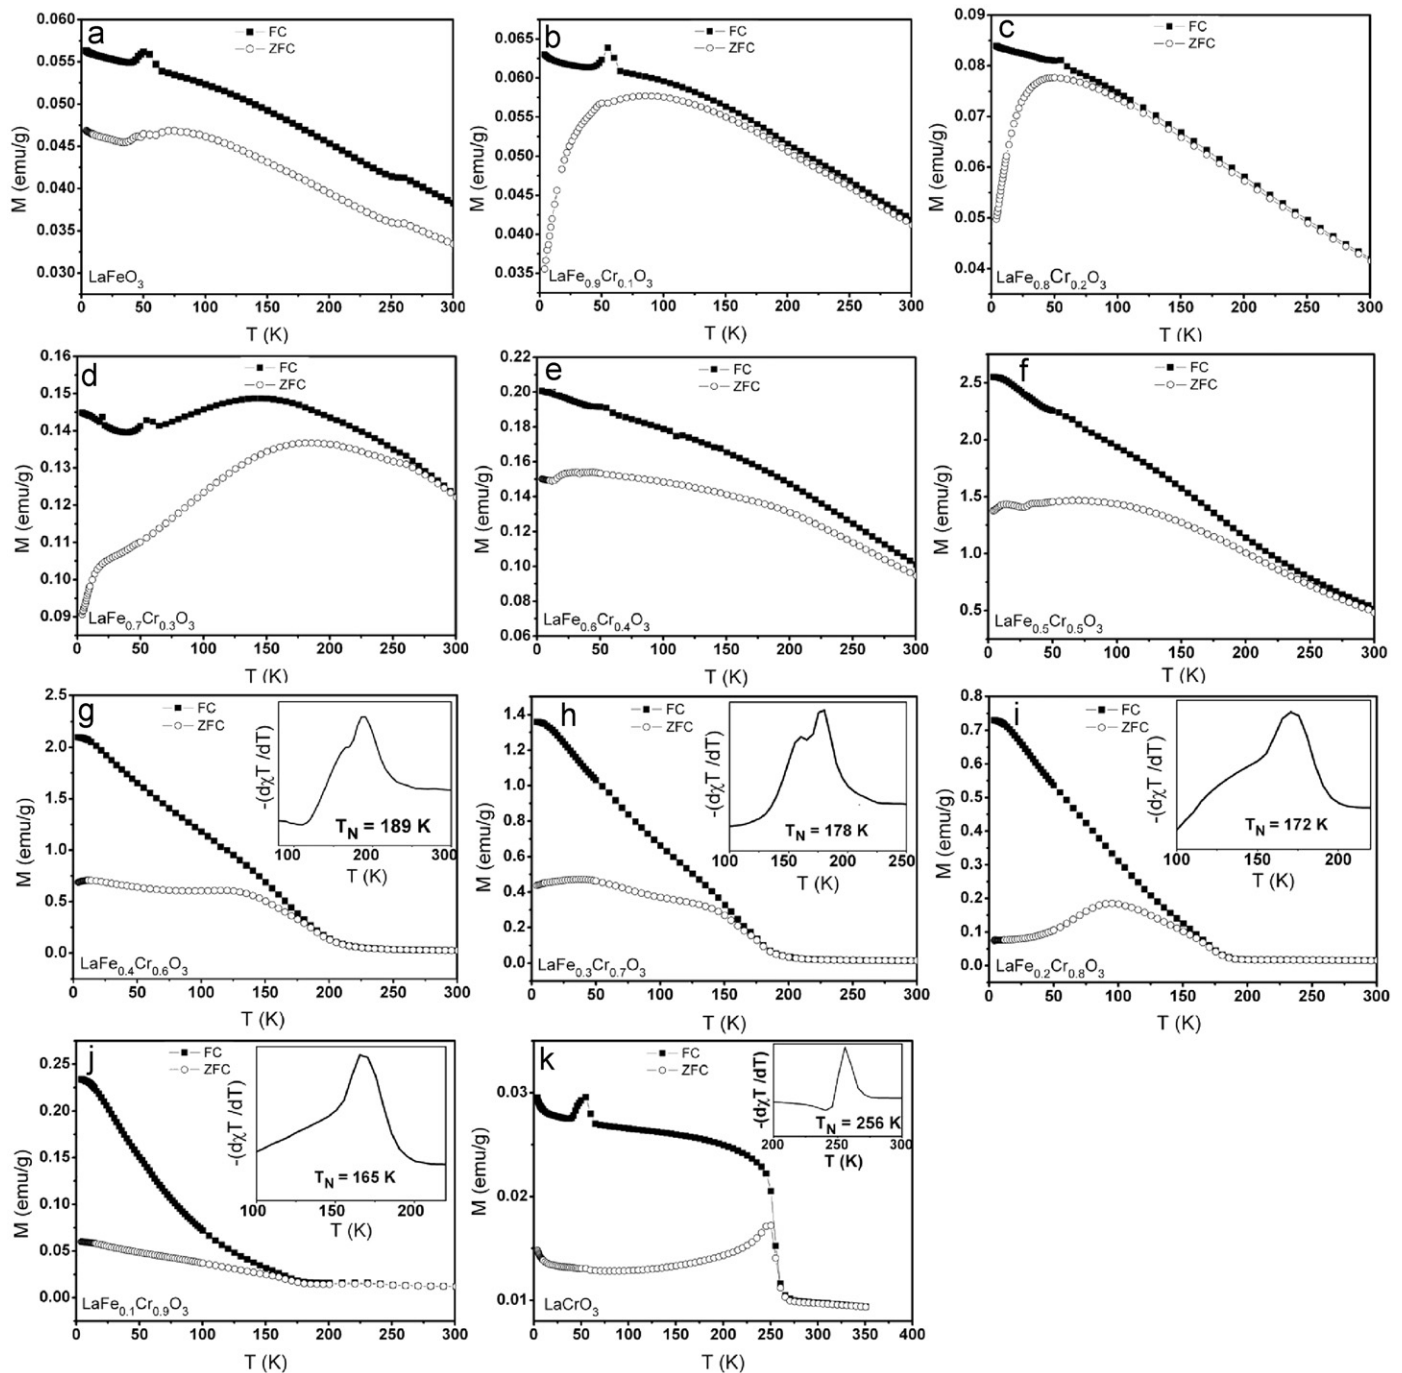 a
FC
ZFC
0.060
0.055
0.050
0.045
0.040
0.035
0.030
M (emu/g)
LaFeO3
0 50 100 150 200 250 300
T (K)
b
FC
ZFC
0.065
0.060
0.055
0.050
0.045
0.040
0.035
M (emu/g)
LaFe0.9Cr0.1O3
0 50 100 150 200 250 300
T (K)
c
FC
ZFC
0.09
0.08
0.07
0.06
0.05
0.04
M (emu/g)
LaFe0.8Cr0.2O3
0 50 100 150 200 250 300
T (K)
d
FC
ZFC
0.16
0.15
0.14
0.13
0.12
0.11
0.10
0.09
M (emu/g)
LaFe0.7Cr0.3O3
0 50 100 150 200 250 300
T (K)
e
FC
ZFC
0.22
0.20
0.18
0.16
0.14
0.12
0.10
0.08
0.06
M (emu/g)
LaFe0.6Cr0.4O3
0 50 100 150 200 250 300
T (K)
f
FC
ZFC
2.5
2.0
1.5
1.0
0.5
M (emu/g)
LaFe0.5Cr0.5O3
0 50 100 150 200 250 300
T (K)
g
FC
ZFC
2.5
2.0
1.5
1.0
0.5
0.0
M (emu/g)
-(dχT /dT)
TN = 189 K
100 200 300
T (K)
LaFe0.4Cr0.6O3
0 50 100 150 200 250 300
T (K)
h
FC
ZFC
1.4
1.2
1.0
0.8
0.6
0.4
0.2
0.0
M (emu/g)
-(dχT /dT)
TN = 178 K
100 150 200 250
T (K)
LaFe0.3Cr0.7O3
0 50 100 150 200 250 300
T (K)
i
FC
ZFC
0.8
0.7
0.6
0.5
0.4
0.3
0.2
0.1
0.0
M (emu/g)
-(dχT /dT)
TN = 172 K
100 150 200
T (K)
LaFe0.2Cr0.8O3
0 50 100 150 200 250 300
T (K)
j
FC
ZFC
0.25
0.20
0.15
0.10
0.05
0.00
M (emu/g)
-(dχT /dT)
TN = 165 K
100 150 200
T (K)
LaFe0.1Cr0.9O3
0 50 100 150 200 250 300
T (K)
k
FC
ZFC
0.03
0.02
0.01
M (emu/g)
-(dχT /dT)
TN = 256 K
200 250 300
T (K)
LaCrO3
0 50 100 150 200 250 300 350 400
T (K)